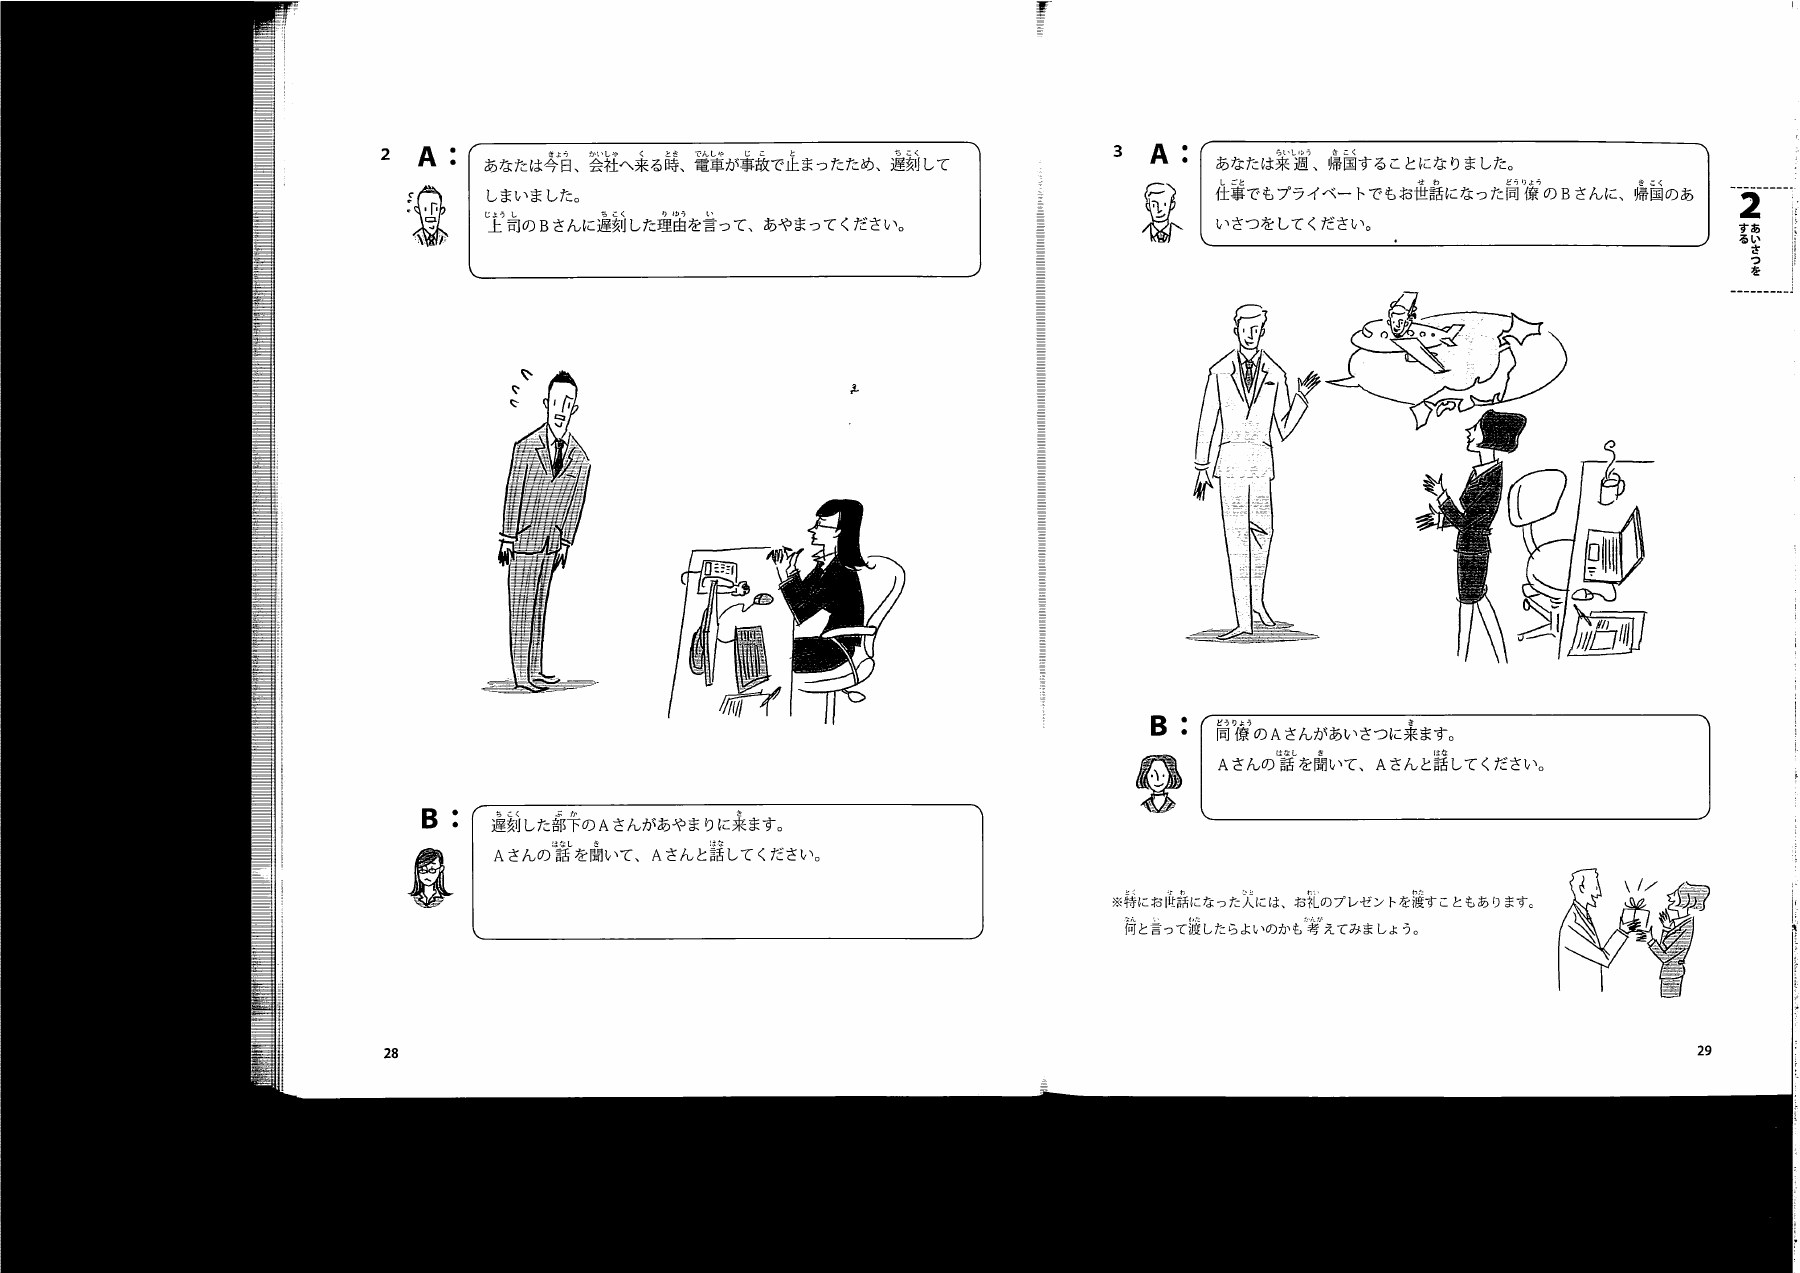 2 A：
あなたは今日、会社へ来る時、電車が事故で止まったため、遅刻して
しまいました。
上司のBさんに遅刻した理由を言って、あやまってください。
B：
遅刻した部下のAさんがあやまりに来ます。
Aさんの話を聞いて、Aさんと話してください。
28
3 A：
あなたは来週、帰国することになりました。
仕事でもプライベートでもお世話になった同僚のBさんに、帰国のあ
いさつをしてください。
B：
同僚のAさんがあいさつに来ます。
Aさんの話を聞いて、Aさんと話してください。
※特にお世話になった人には、お礼のプレゼントを渡すこともあります。
何と言って渡したらよいのかも考えてみましょう。
29
2
あいさつを
する